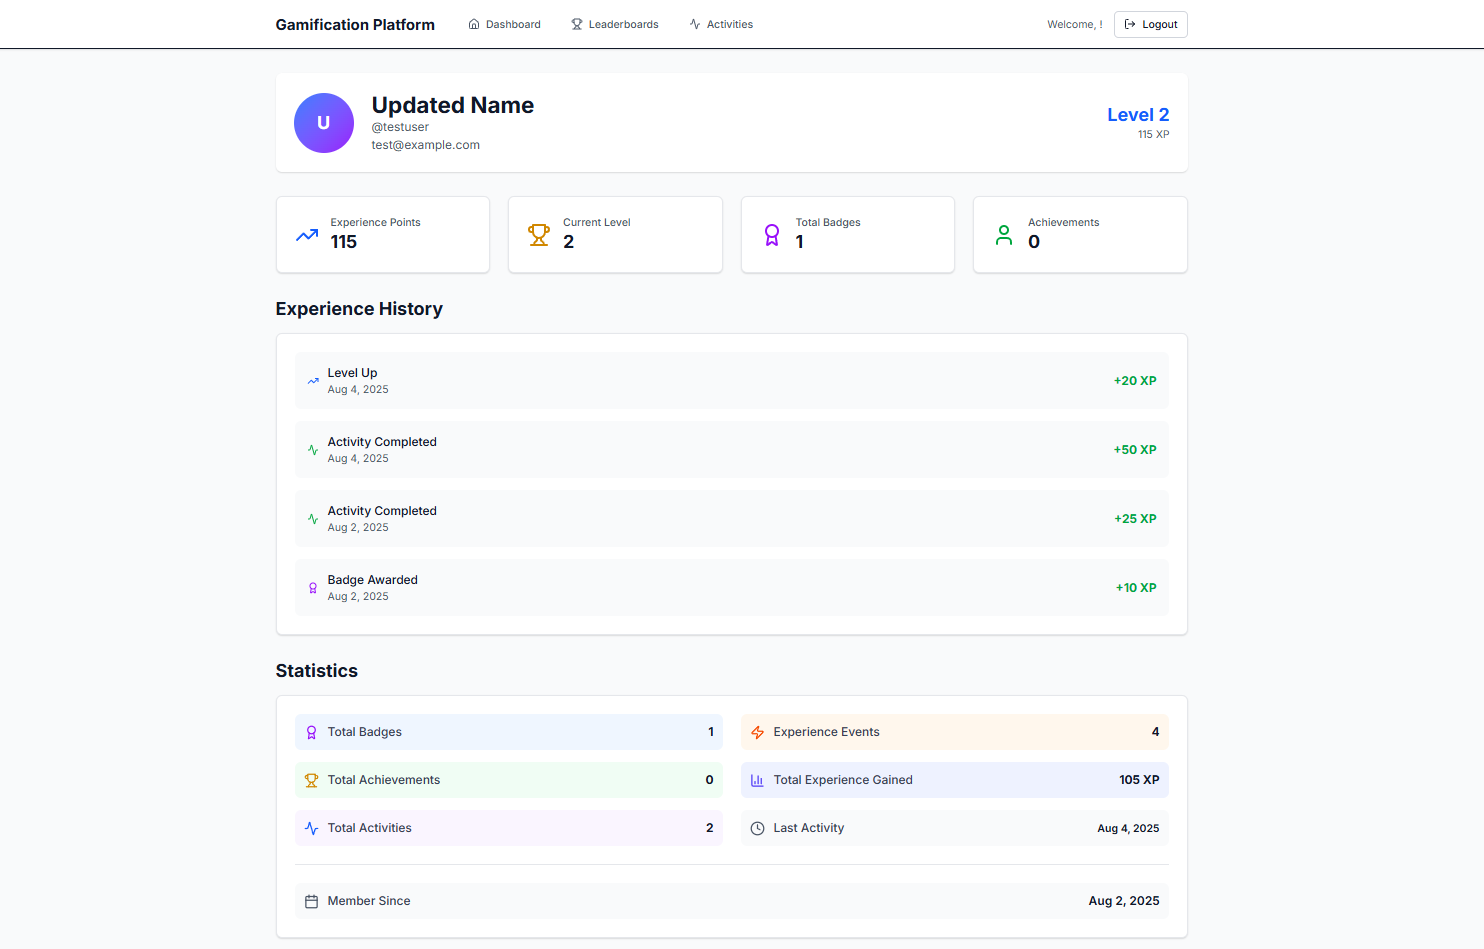 Gamification Platform
Dashboard
Leaderboards
Activities
Welcome, !
Logout
U
Updated Name
@testuser
test@example.com
Level 2
115 XP
Experience Points
115
Current Level
2
Total Badges
1
Achievements
0
Experience History
Level Up
Aug 4, 2025
+20 XP
Activity Completed
Aug 4, 2025
+50 XP
Activity Completed
Aug 2, 2025
+25 XP
Badge Awarded
Aug 2, 2025
+10 XP
Statistics
Total Badges 1
Experience Events 4
Total Achievements 0
Total Experience Gained 105 XP
Total Activities 2
Last Activity Aug 4, 2025
Member Since Aug 2, 2025